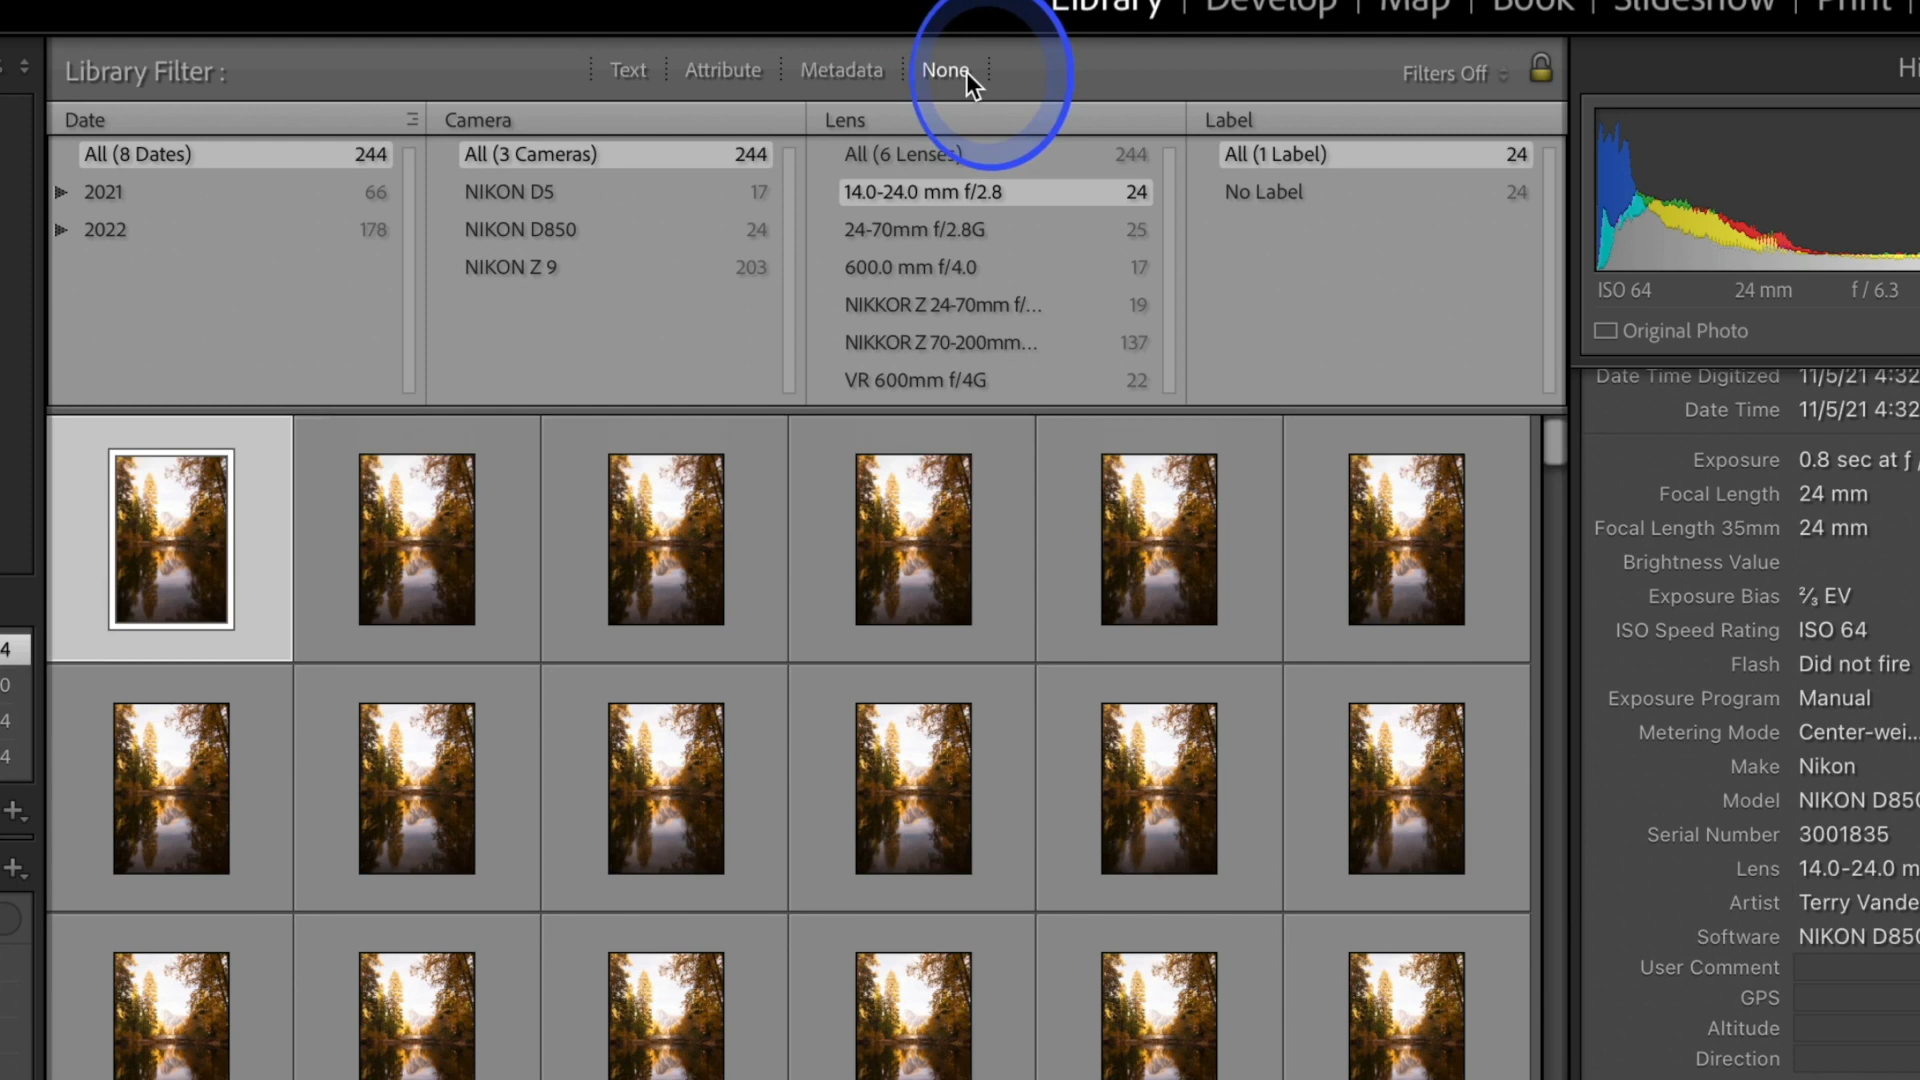 Library | Develop | Map | Book | Slideshow | Print |
Library Filter :
Text
Attribute
Metadata
None
Filters Off
Date
Camera
Lens
Label
All (8 Dates) 244
2021 66
2022 178
All (3 Cameras) 244
NIKON D5 17
NIKON D850 24
NIKON Z 9 203
All (6 Lenses) 244
14.0-24.0 mm f/2.8 24
24-70mm f/2.8G 25
600.0 mm f/4.0 17
NIKKOR Z 24-70mm f/... 19
NIKKOR Z 70-200mm... 137
VR 600mm f/4G 22
All (1 Label) 24
No Label 24
4
0
4
4
Hi
ISO 64 24 mm f / 6.3
Original Photo
Date Time Digitized 11/5/21 4:32
Date Time 11/5/21 4:32
Exposure 0.8 sec at ƒ /
Focal Length 24 mm
Focal Length 35mm 24 mm
Brightness Value
Exposure Bias ⅔ EV
ISO Speed Rating ISO 64
Flash Did not fire
Exposure Program Manual
Metering Mode Center-wei...
Make Nikon
Model NIKON D850
Serial Number 3001835
Lens 14.0-24.0 m
Artist Terry Vande
Software NIKON D850
User Comment
GPS
Altitude
Direction